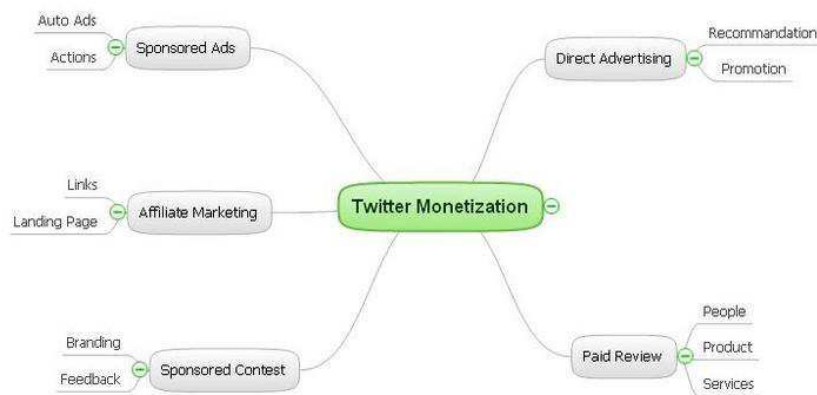 Auto Ads
Actions
Sponsored Ads
Recommandation
Direct Advertising
Promotion
Links
Landing Page
Affiliate Marketing
Twitter Monetization
Branding
Feedback
Sponsored Contest
People
Paid Review
Product
Services